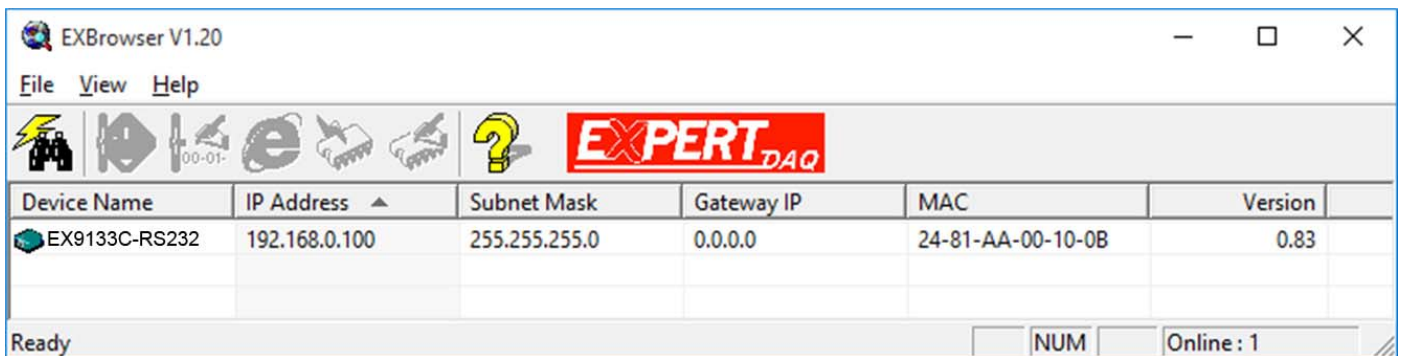 EXBrowser V1.20
File View Help
00-01-
EXPERT DAQ
Device Name IP Address Subnet Mask Gateway IP MAC Version
EX9133C-RS232 192.168.0.100 255.255.255.0 0.0.0.0 24-81-AA-00-10-0B 0.83
Ready NUM Online : 1